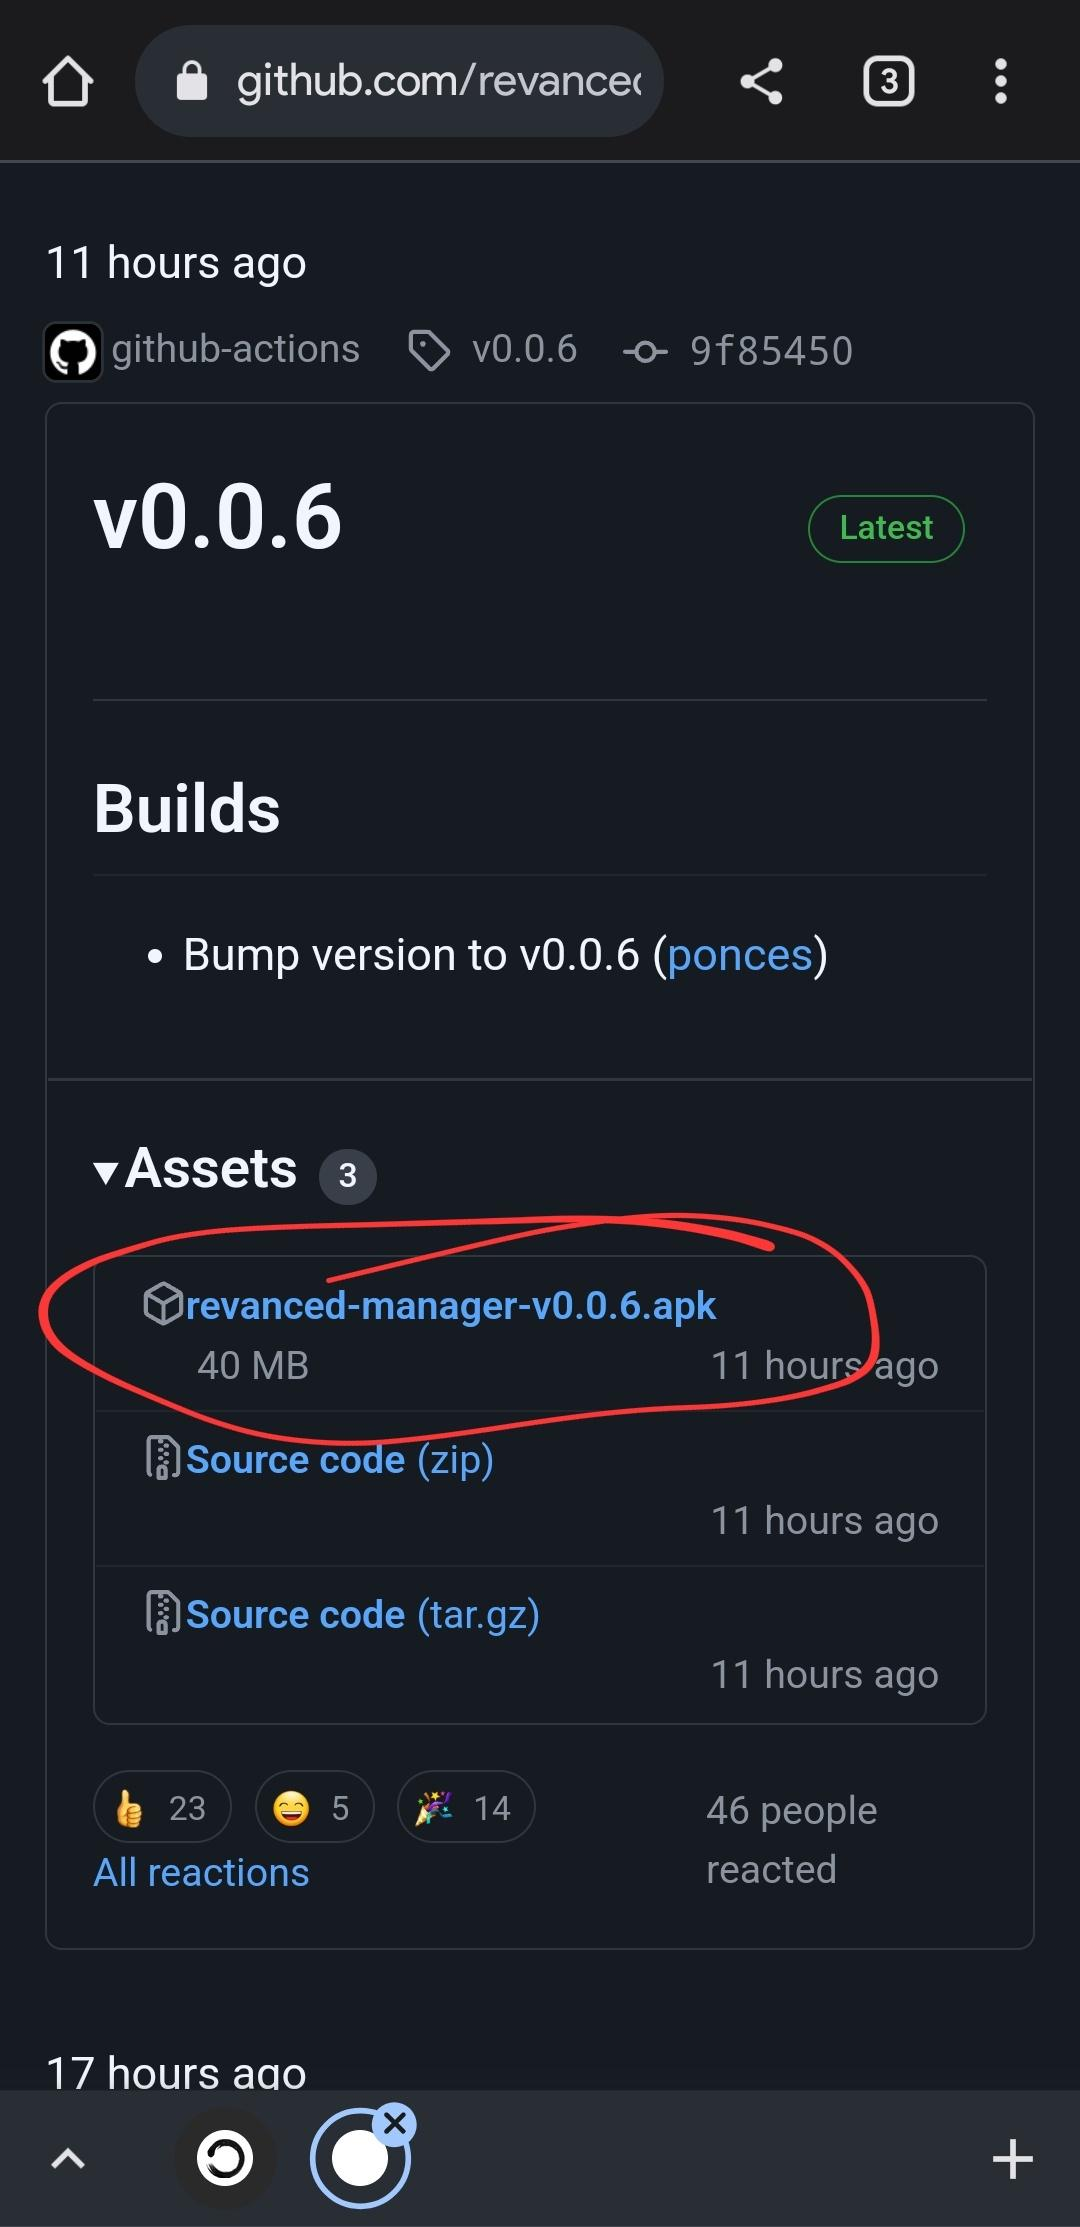 github.com/revanced
3
11 hours ago
github-actions v0.0.6 9f85450
v0.0.6
Latest
Builds
• Bump version to v0.0.6 (ponces)
▼Assets 3
revanced-manager-v0.0.6.apk
40 MB 11 hours ago
Source code (zip)
11 hours ago
Source code (tar.gz)
11 hours ago
👍 23 😄 5 🎉 14
46 people
reacted
All reactions
17 hours ago